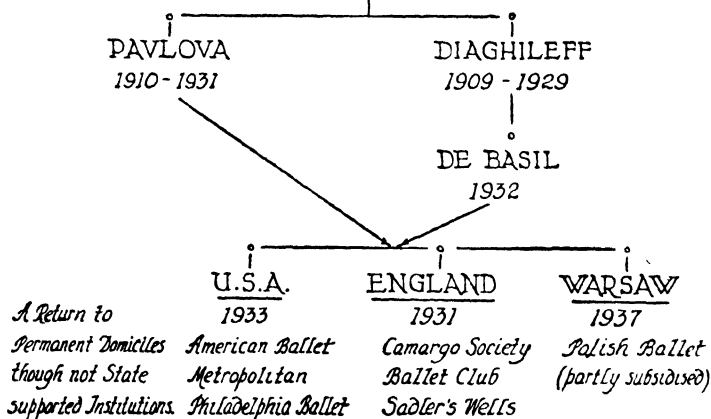 PAVLOVA
1910-1931
DIAGHILEFF
1909-1929
DE BASIL
1932
U.S.A.
1933
ENGLAND
1931
WARSAW
1937
A Return to
Permanent Domiciles
though not State
supported Institutions.
American Ballet
Metropolitan
Philadelphia Ballet
Camargo Society
Ballet Club
Sadler's Wells
Polish Ballet
(partly subsidised)